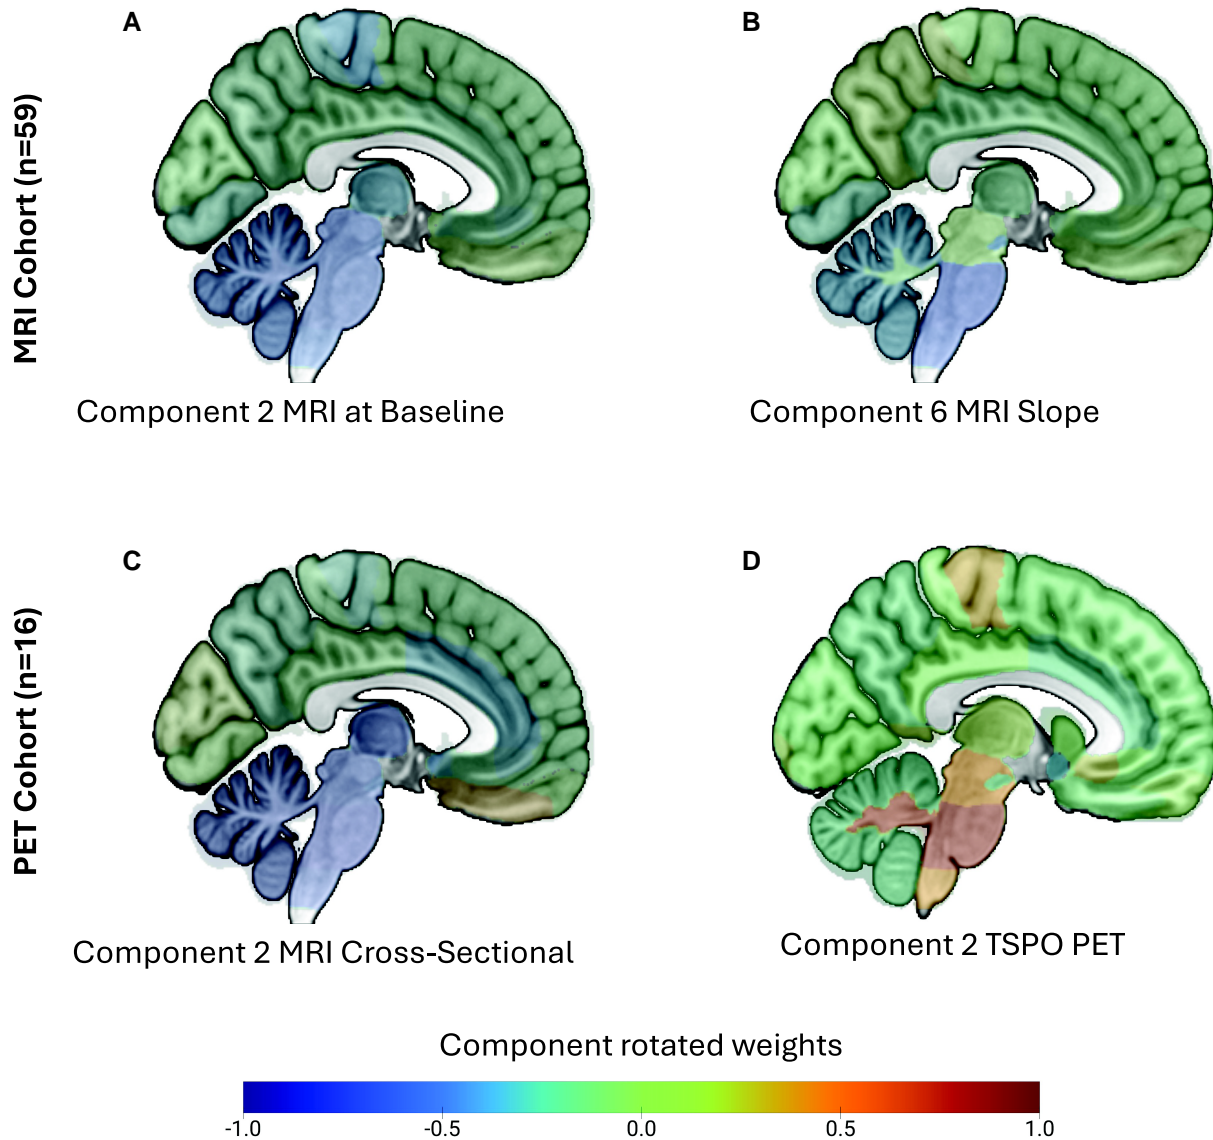 A
B
MRI Cohort (n=59)
Component 2 MRI at Baseline
Component 6 MRI Slope
C
D
PET Cohort (n=16)
Component 2 MRI Cross-Sectional
Component 2 TSPO PET
Component rotated weights
-1.0 -0.5 0.0 0.5 1.0